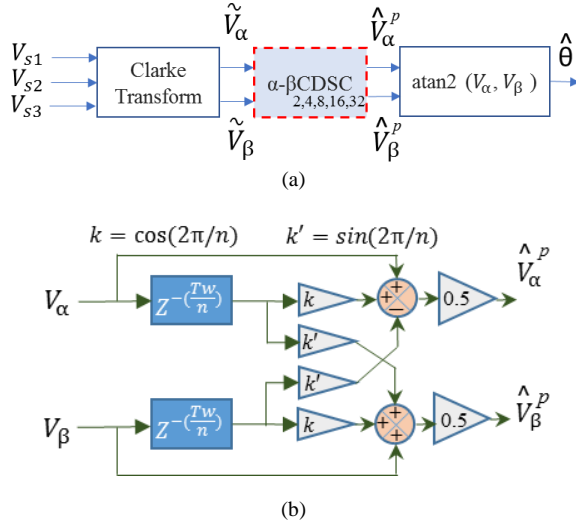 Ṽα V̂α^p θ̂
Vs1
Vs2
Vs3
Clarke Transform
α-βCDSC
2,4,8,16,32
atan2 (Vα, Vβ )
Ṽβ V̂β^p
(a)
k = cos(2π/n) k' = sin(2π/n)
V̂α^p
Vα Z^-(Tw/n) k + + − 0.5
k'
k'
Vβ Z^-(Tw/n) k + + + 0.5 V̂β^p
(b)